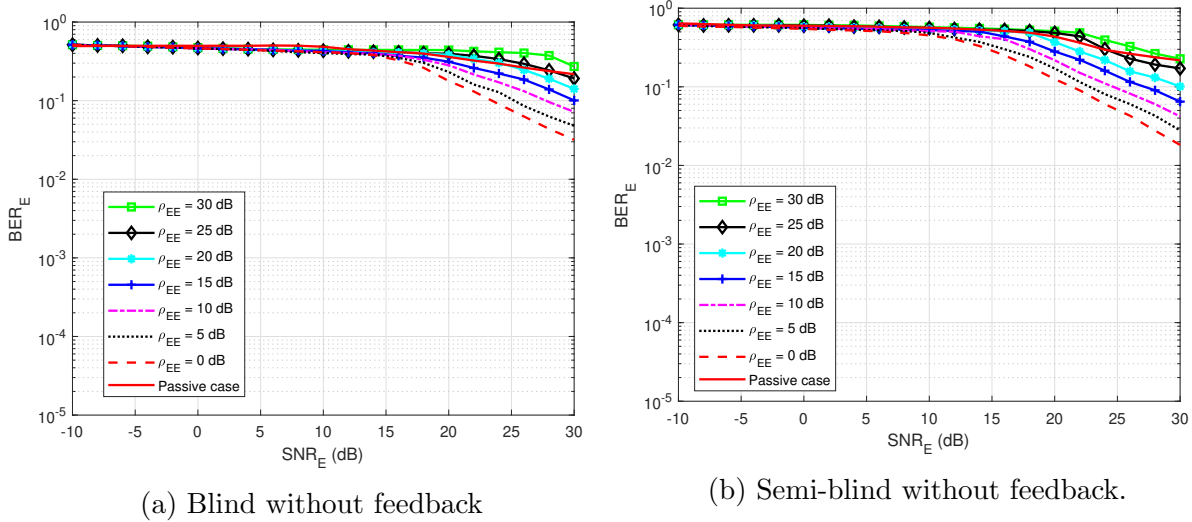 10^0
10^-1
10^-2
10^-3
10^-4
10^-5
BER_E
ρ_EE = 30 dB
ρ_EE = 25 dB
ρ_EE = 20 dB
ρ_EE = 15 dB
ρ_EE = 10 dB
ρ_EE = 5 dB
ρ_EE = 0 dB
Passive case
-10 -5 0 5 10 15 20 25 30
SNR_E (dB)
(a) Blind without feedback
10^0
10^-1
10^-2
10^-3
10^-4
10^-5
BER_E
ρ_EE = 30 dB
ρ_EE = 25 dB
ρ_EE = 20 dB
ρ_EE = 15 dB
ρ_EE = 10 dB
ρ_EE = 5 dB
ρ_EE = 0 dB
Passive case
-10 -5 0 5 10 15 20 25 30
SNR_E (dB)
(b) Semi-blind without feedback.